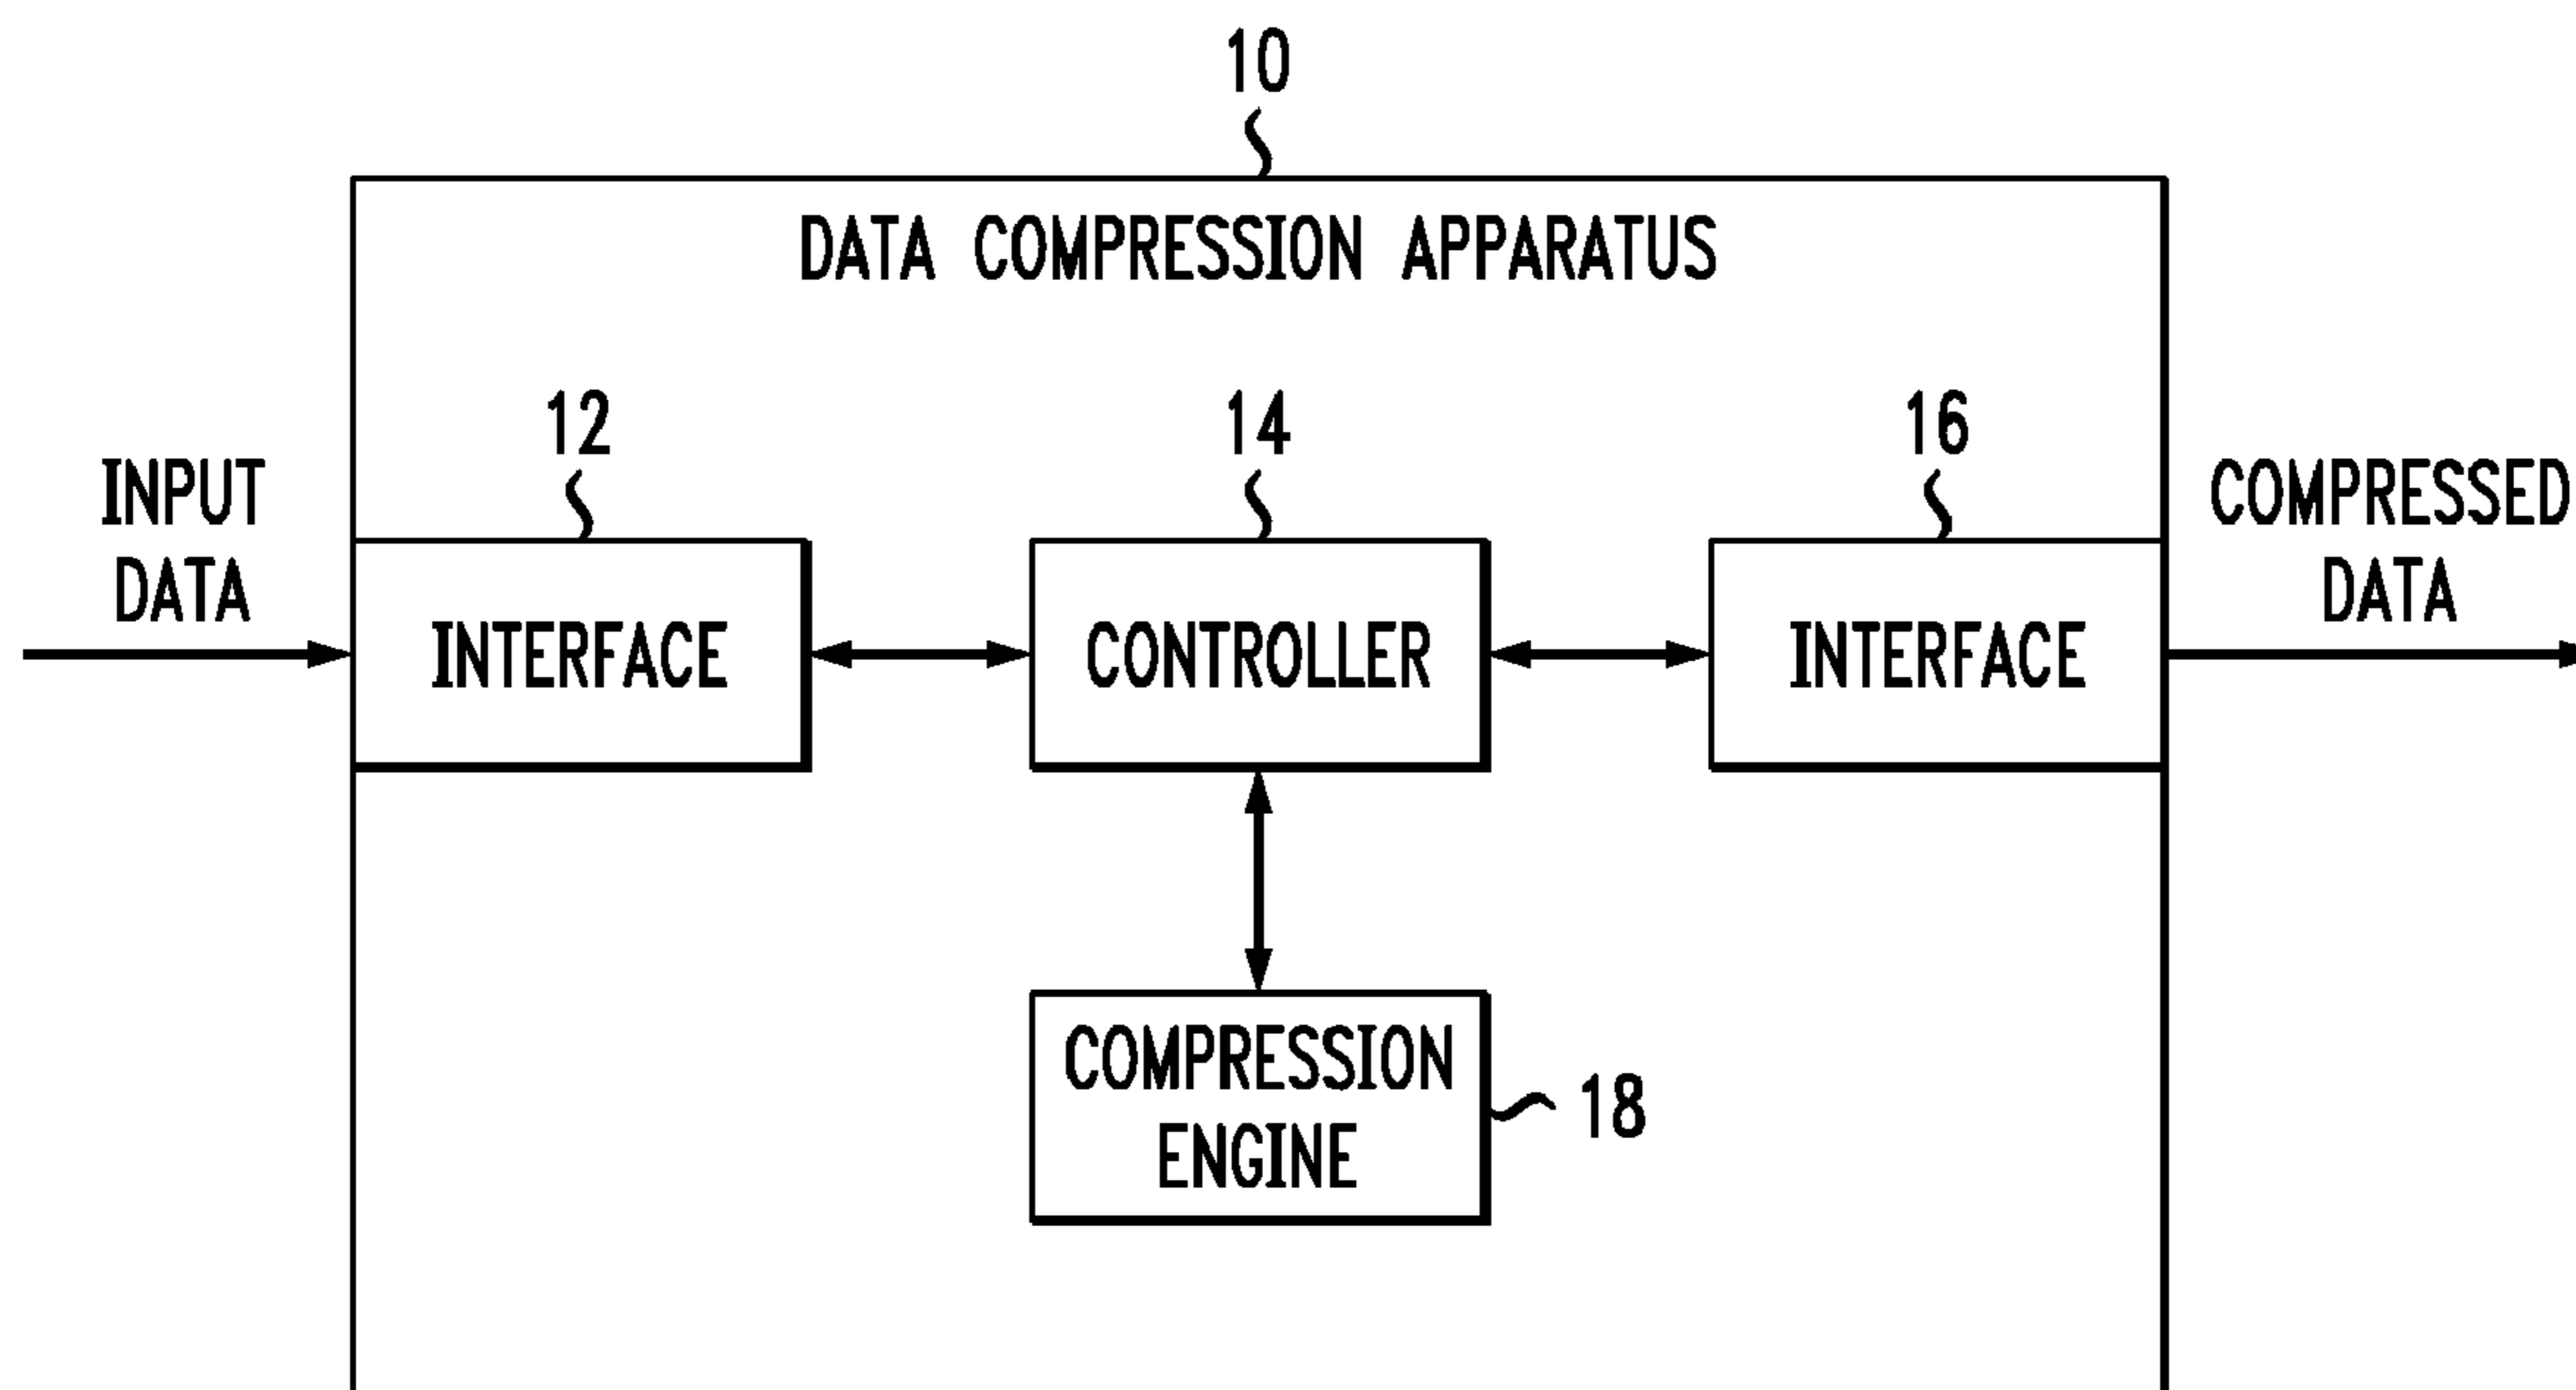 10
DATA COMPRESSION APPARATUS
12
14
16
INPUT
DATA
COMPRESSED
DATA
INTERFACE
CONTROLLER
INTERFACE
COMPRESSION
ENGINE
18